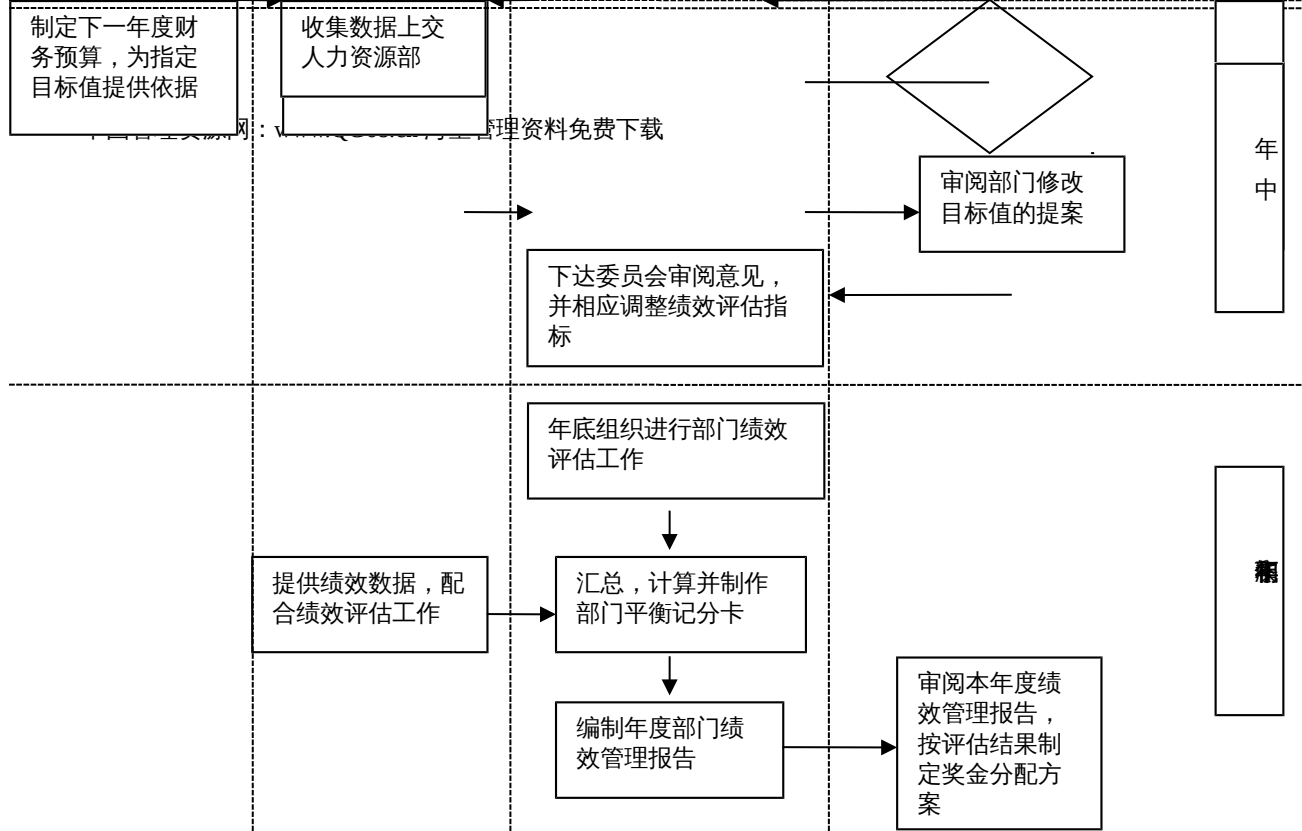 制定下一年度财
务预算，为指定
目标值提供依据
收集数据上交
人力资源部
管理资料免费下载
年
中
审阅部门修改
目标值的提案
下达委员会审阅意见，
并相应调整绩效评估指
标
年底组织进行部门绩效
评估工作
提供绩效数据，配
合绩效评估工作
汇总，计算并制作
部门平衡记分卡
编制年度部门绩
效管理报告
审阅本年度绩
效管理报告，
按评估结果制
定奖金分配方
案